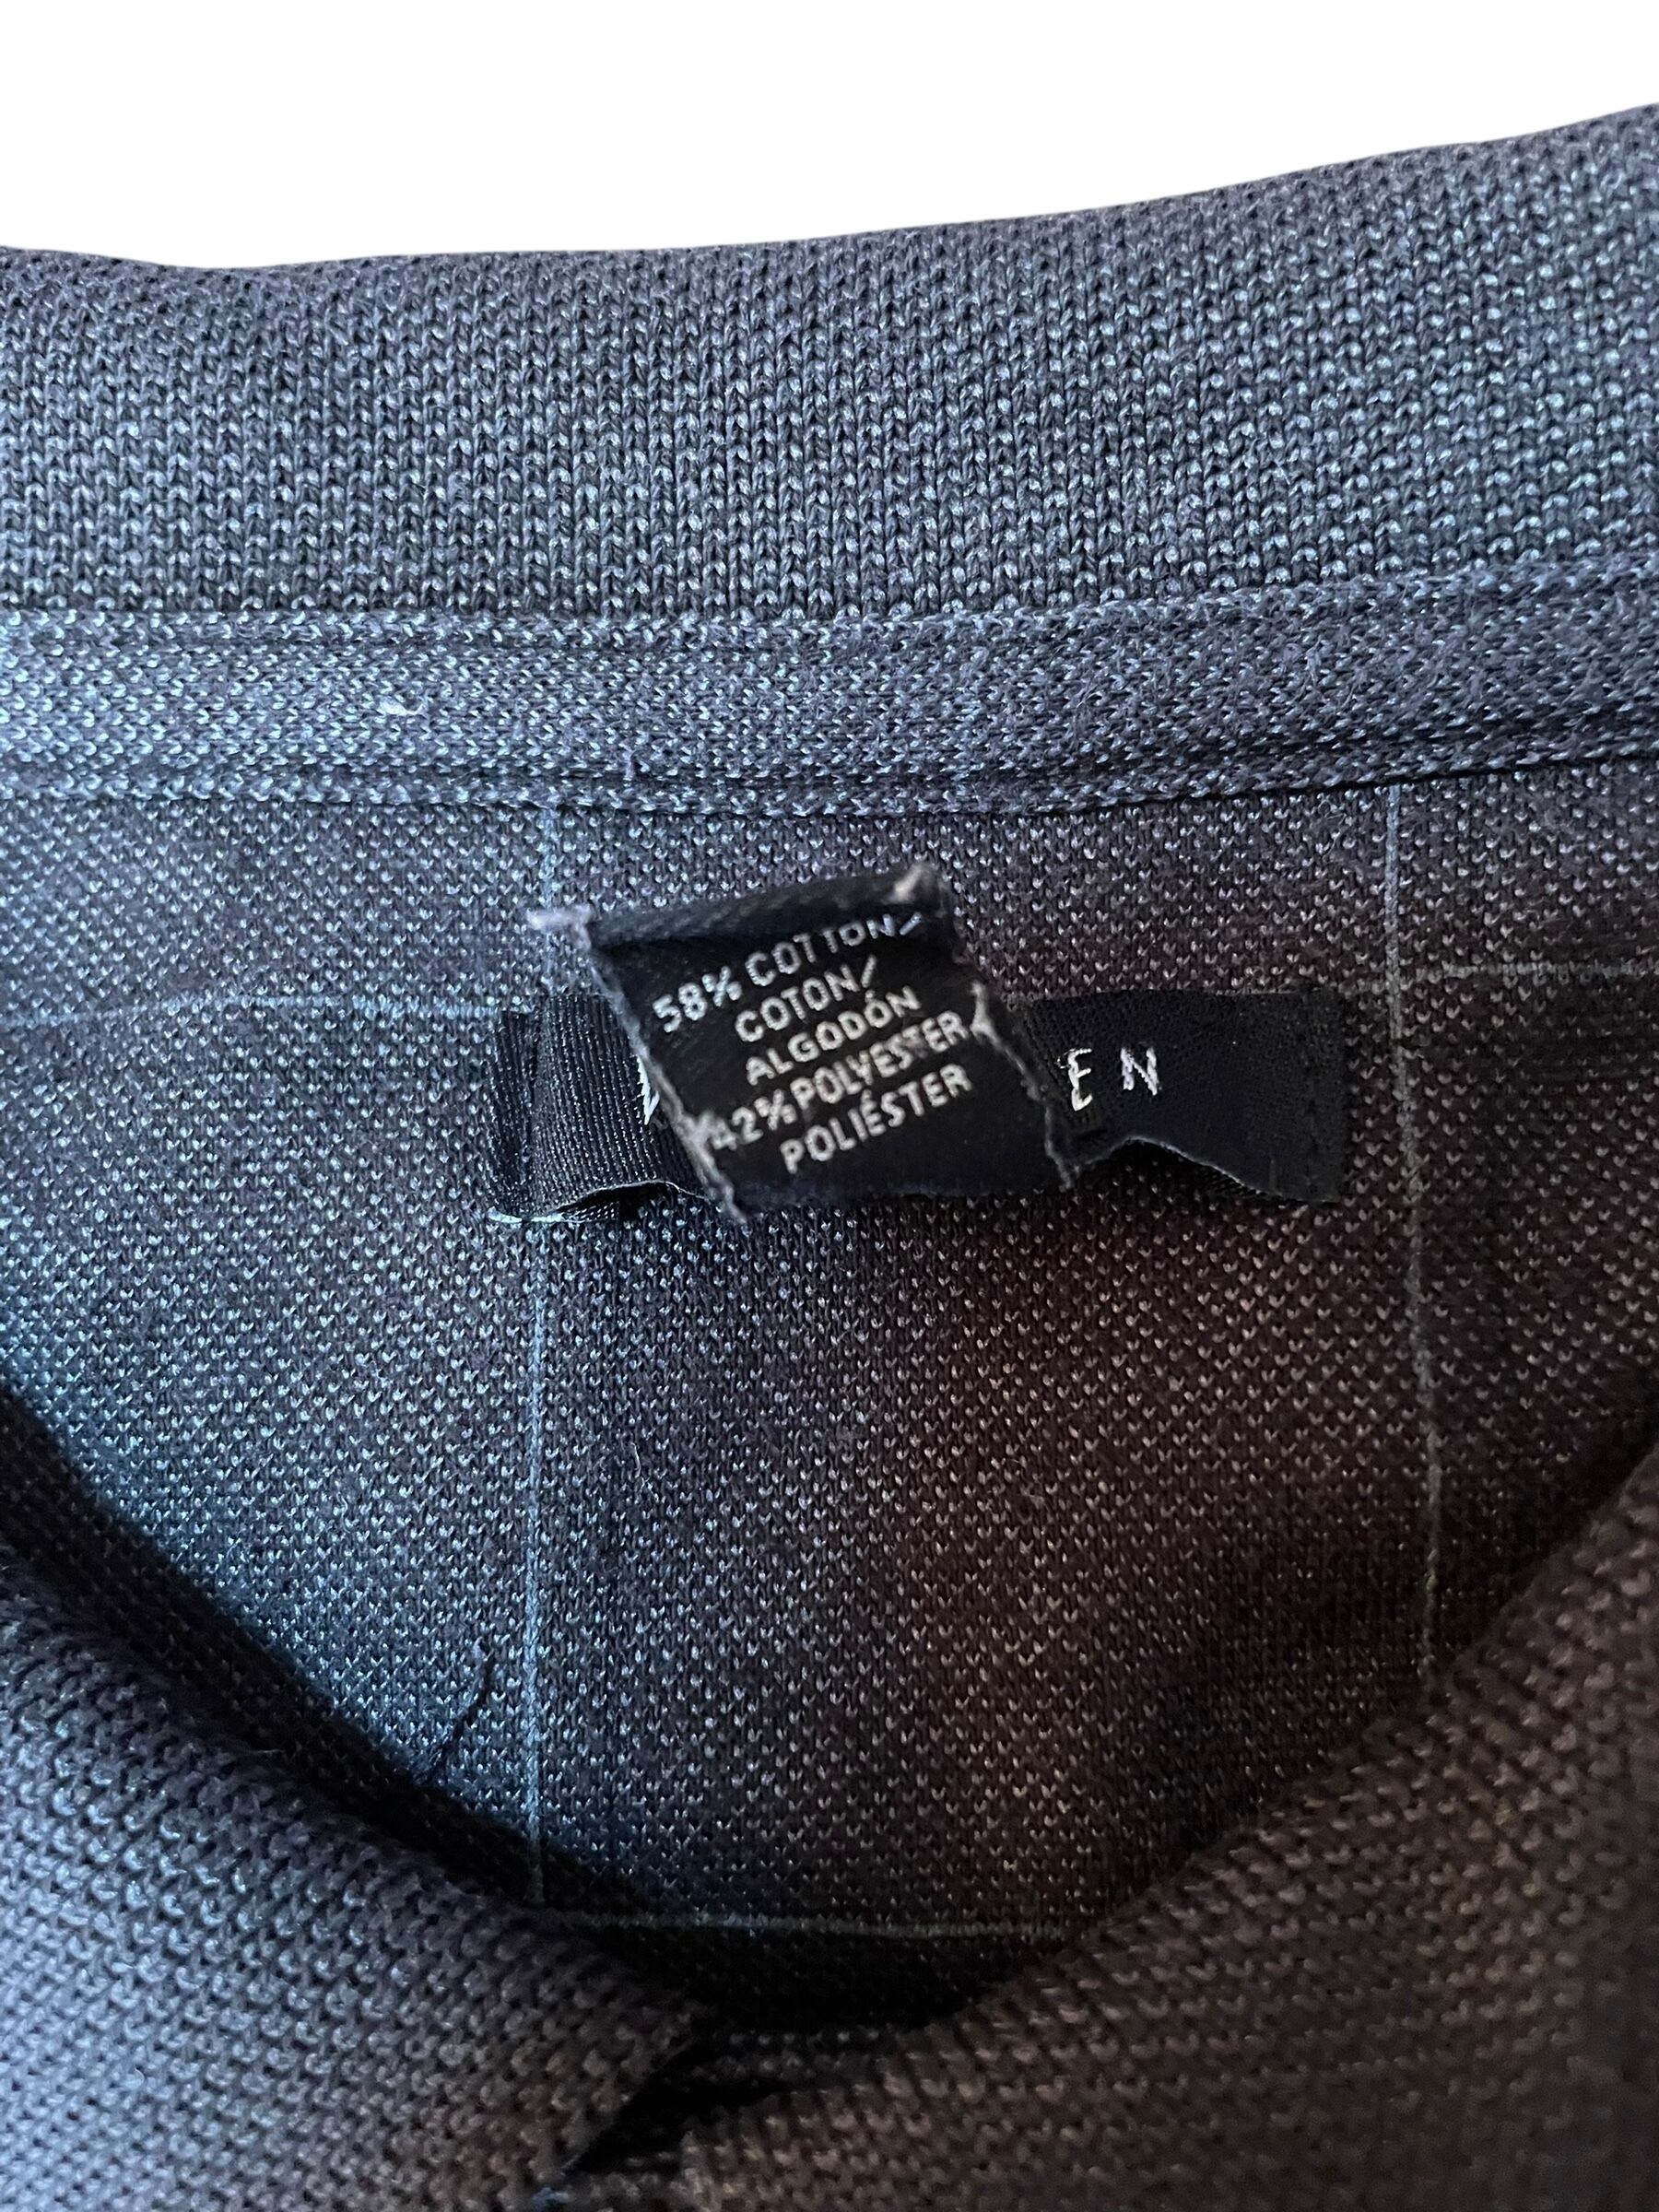 58% COTTON/
COTON/
ALGODÓN
42% POLYESTER
POLIÉSTER
EN